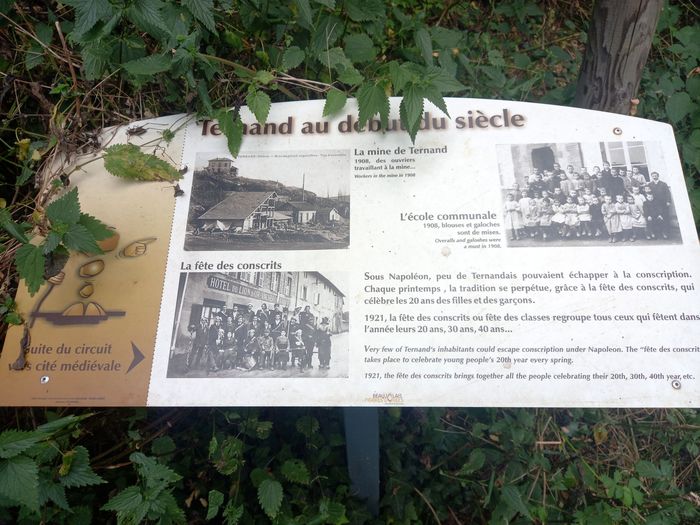 Ternand au début du siècle
La mine de Ternand
1908, des ouvriers
travaillant à la mine...
Workers in the mine in 1908
L'école communale
1908, blouses et galoches
sont de mises.
Overalls and galoches were
a must in 1908.
La fête des conscrits
HOTEL DU LION
Sous Napoléon, peu de Ternandais pouvaient échapper à la conscription.
Chaque printemps , la tradition se perpétue, grâce à la fête des conscrits, qui
célèbre les 20 ans des filles et des garçons.
1921, la fête des conscrits ou fête des classes regroupe tous ceux qui fêtent dans
l'année leurs 20 ans, 30 ans, 40 ans...
Very few of Ternand's inhabitants could escape conscription under Napoleon. The "fête des conscrit
takes place to celebrate young people's 20th year every spring.
1921, the fête des conscrits brings together all the people celebrating their 20th, 30th, 40th year, etc.
Suite du circuit
vers cité médiévale
BEAUJOLAIS